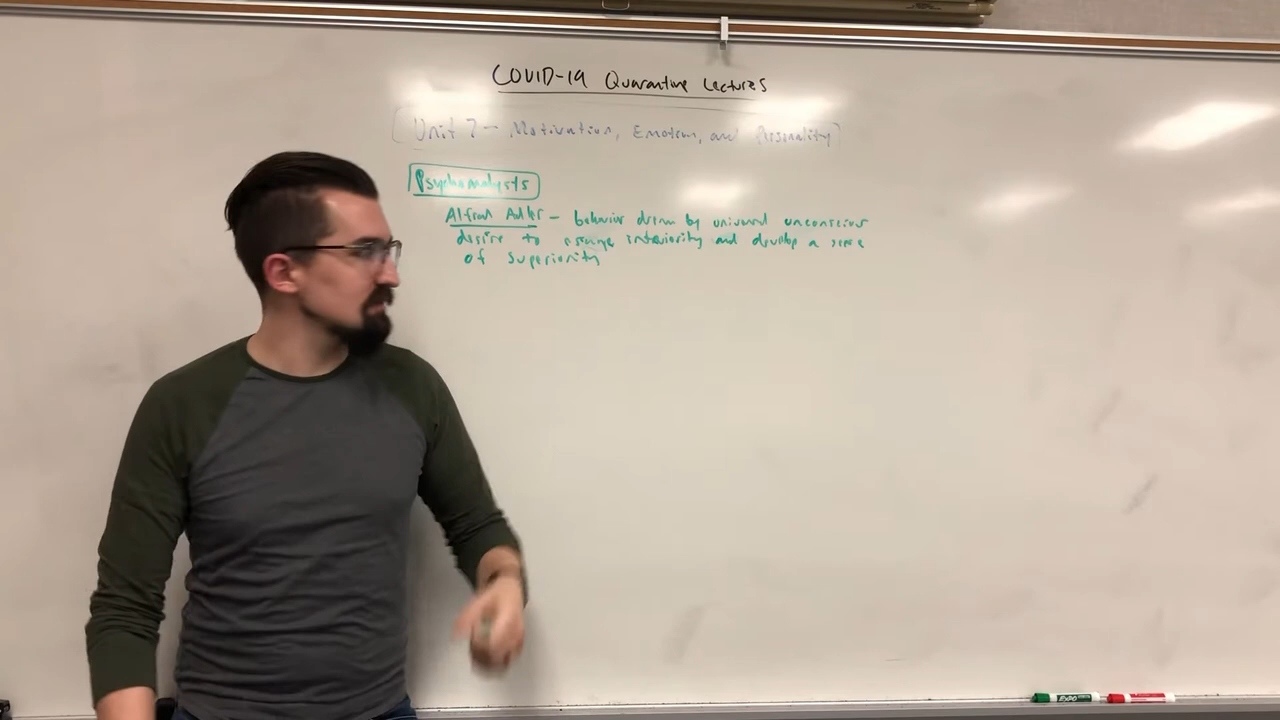 COVID-19 Quarantine Lectures
Unit 7 - Motivation, Emotion, and Personality
Psychoanalysts
Alfred Adler - behavior driven by universal unconscious
desire to escape inferiority and develop a sense
of superiority
EXPO